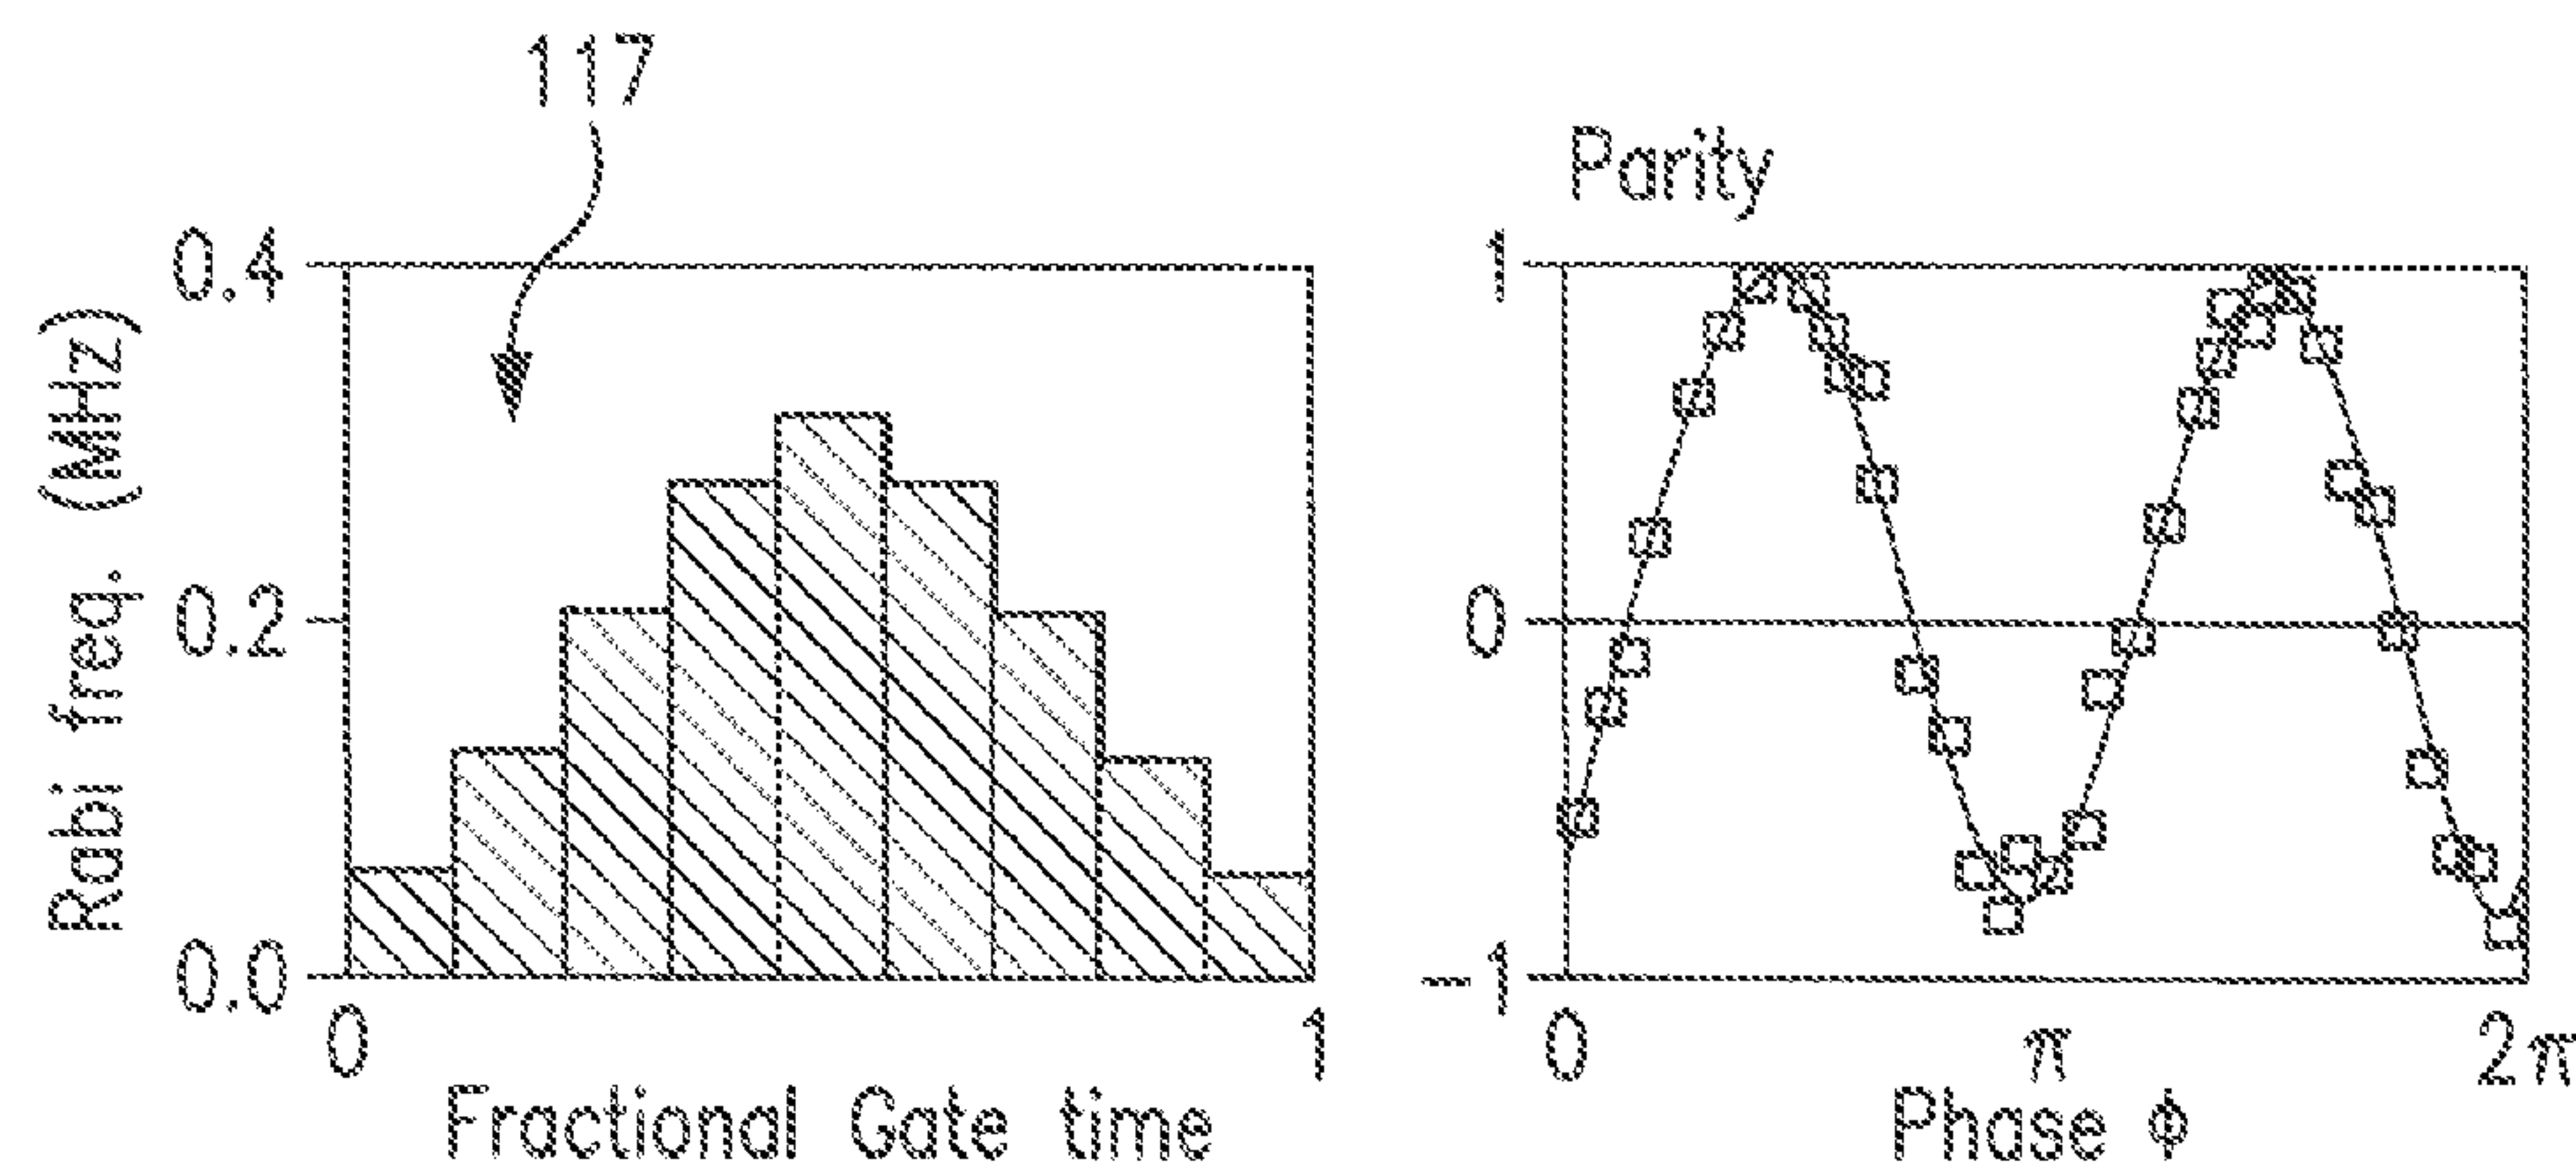 117
Rabi freq. (MHz)
0.4
0.2
0.0
0
1
Fractional Gate time
Parity
1
0
−1
0
π
2π
Phase ϕ